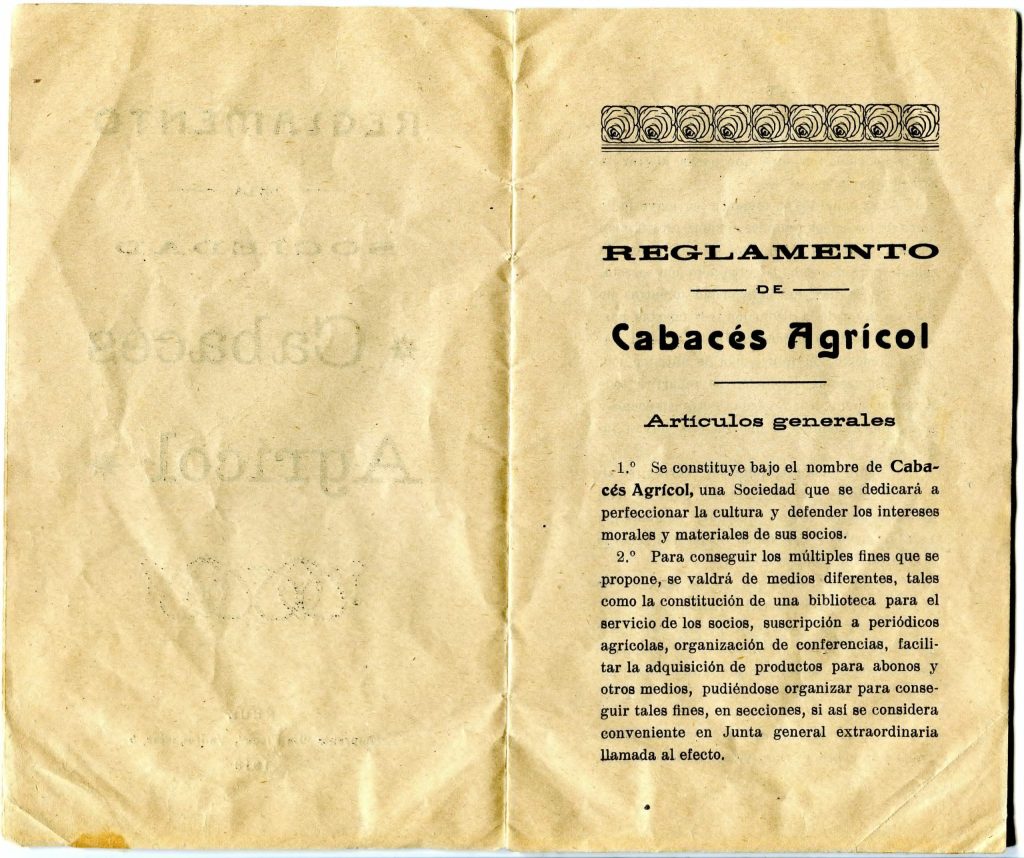 REGLAMENTO
SOCIEDAD
Cabacés
Agrícol
REGLAMENTO
DE
Cabacés Agrícol
Artículos generales
1.º Se constituye bajo el nombre de Caba-
cés Agrícol, una Sociedad que se dedicará a
perfeccionar la cultura y defender los intereses
morales y materiales de sus socios.
2.º Para conseguir los múltiples fines que se
propone, se valdrá de medios diferentes, tales
como la constitución de una biblioteca para el
servicio de los socios, suscripción a periódicos
agrícolas, organización de conferencias, facili-
tar la adquisición de productos para abonos y
otros medios, pudiéndose organizar para conse-
guir tales fines, en secciones, si así se considera
conveniente en Junta general extraordinaria
llamada al efecto.